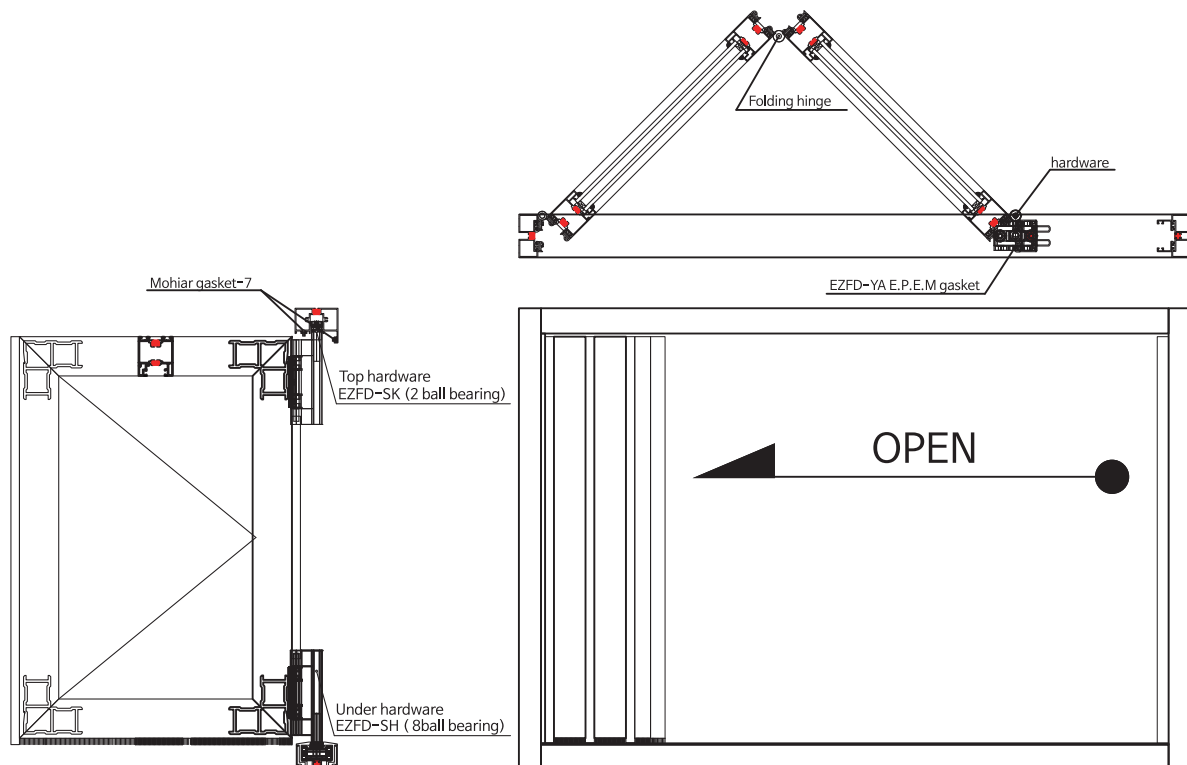 Folding hinge
hardware
EZFD-YA E.P.E.M gasket
Mohiar gasket-7
Top hardware
EZFD-SK (2 ball bearing)
OPEN
Under hardware
EZFD-SH ( 8ball bearing)